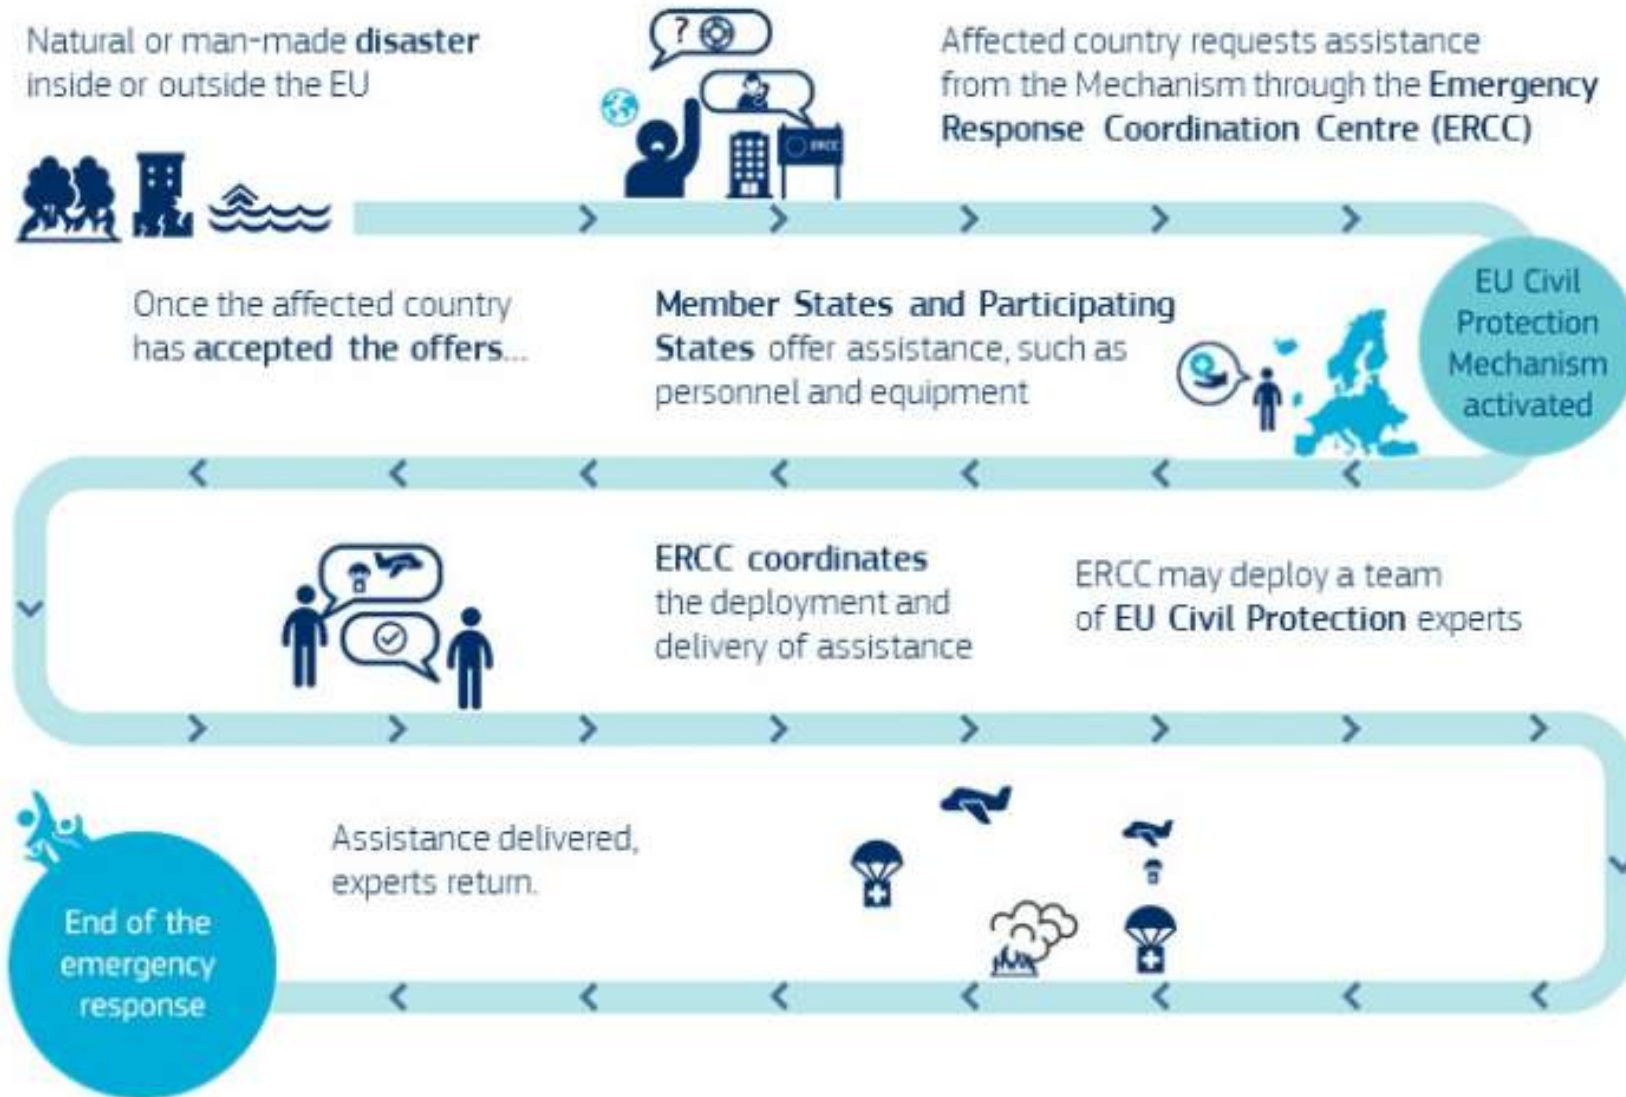 Natural or man-made disaster
inside or outside the EU
?
ERCC
Affected country requests assistance
from the Mechanism through the Emergency
Response Coordination Centre (ERCC)
EU Civil
Protection
Mechanism
activated
Member States and Participating
States offer assistance, such as
personnel and equipment
Once the affected country
has accepted the offers...
ERCC coordinates
the deployment and
delivery of assistance
ERCC may deploy a team
of EU Civil Protection experts
Assistance delivered,
experts return.
End of the
emergency
response